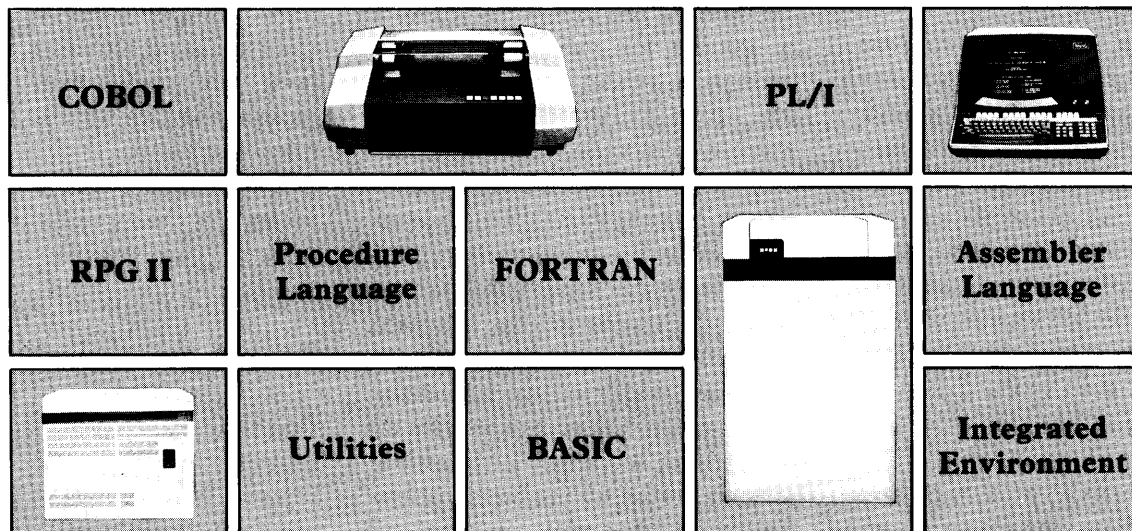 COBOL
PL/I
RPG II
Procedure
Language
FORTRAN
Assembler
Language
Utilities
BASIC
Integrated
Environment